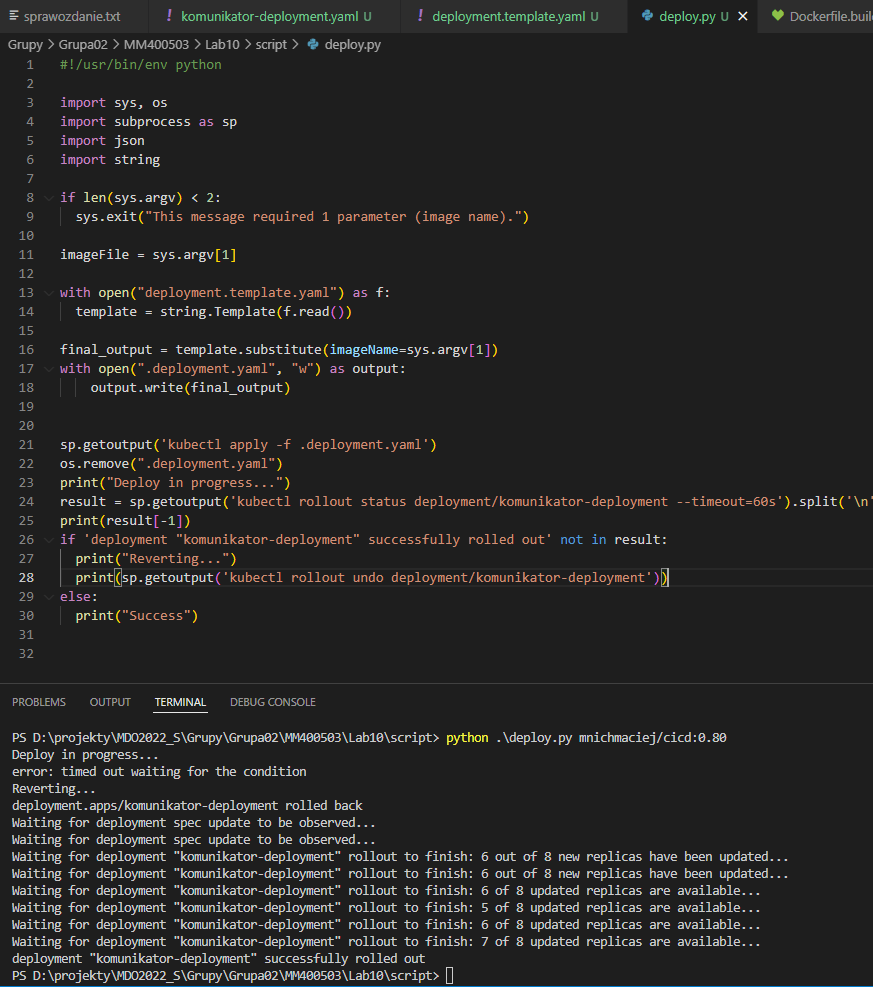 sprawozdanie.txt ! komunikator-deployment.yaml U ! deployment.template.yaml U deploy.py U × Dockerfile.buil
Grupy > Grupa02 > MM400503 > Lab10 > script > deploy.py
1 #!/usr/bin/env python
2
3 import sys, os
4 import subprocess as sp
5 import json
6 import string
7
8 if len(sys.argv) < 2:
9   sys.exit("This message required 1 parameter (image name).")
10
11 imageFile = sys.argv[1]
12
13 with open("deployment.template.yaml") as f:
14   template = string.Template(f.read())
15
16 final_output = template.substitute(imageName=sys.argv[1])
17 with open(".deployment.yaml", "w") as output:
18     output.write(final_output)
19
20
21 sp.getoutput('kubectl apply -f .deployment.yaml')
22 os.remove(".deployment.yaml")
23 print("Deploy in progress...")
24 result = sp.getoutput('kubectl rollout status deployment/komunikator-deployment --timeout=60s').split('\n'
25 print(result[-1])
26 if 'deployment "komunikator-deployment" successfully rolled out' not in result:
27   print("Reverting...")
28   print(sp.getoutput('kubectl rollout undo deployment/komunikator-deployment'))
29 else:
30   print("Success")
31
32
PROBLEMS OUTPUT TERMINAL DEBUG CONSOLE
PS D:\projekty\MDO2022_S\Grupy\Grupa02\MM400503\Lab10\script> python .\deploy.py mnichmaciej/cicd:0.80
Deploy in progress...
error: timed out waiting for the condition
Reverting...
deployment.apps/komunikator-deployment rolled back
Waiting for deployment spec update to be observed...
Waiting for deployment spec update to be observed...
Waiting for deployment "komunikator-deployment" rollout to finish: 6 out of 8 new replicas have been updated...
Waiting for deployment "komunikator-deployment" rollout to finish: 6 out of 8 new replicas have been updated...
Waiting for deployment "komunikator-deployment" rollout to finish: 6 of 8 updated replicas are available...
Waiting for deployment "komunikator-deployment" rollout to finish: 5 of 8 updated replicas are available...
Waiting for deployment "komunikator-deployment" rollout to finish: 6 of 8 updated replicas are available...
Waiting for deployment "komunikator-deployment" rollout to finish: 7 of 8 updated replicas are available...
deployment "komunikator-deployment" successfully rolled out
PS D:\projekty\MDO2022_S\Grupy\Grupa02\MM400503\Lab10\script>